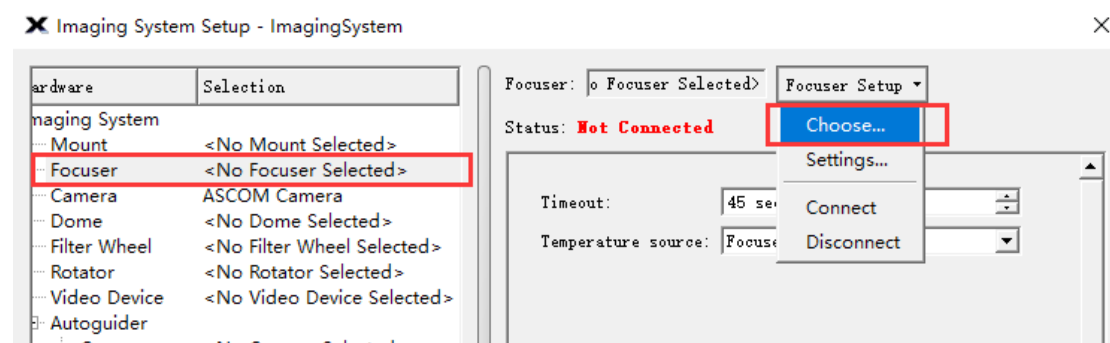 Imaging System Setup - ImagingSystem
ardware Selection
maging System
Mount <No Mount Selected>
Focuser <No Focuser Selected>
Camera ASCOM Camera
Dome <No Dome Selected>
Filter Wheel <No Filter Wheel Selected>
Rotator <No Rotator Selected>
Video Device <No Video Device Selected>
Autoguider
Focuser: o Focuser Selected> Focuser Setup
Status: Not Connected
Choose...
Settings...
Connect
Disconnect
Timeout: 45 se
Temperature source: Focuse